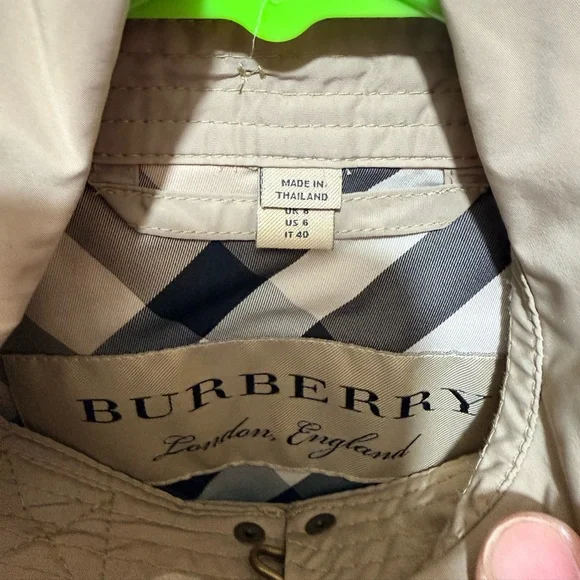 MADE IN
THAILAND
UK 8
US 6
IT 40
BURBERRY
London, England